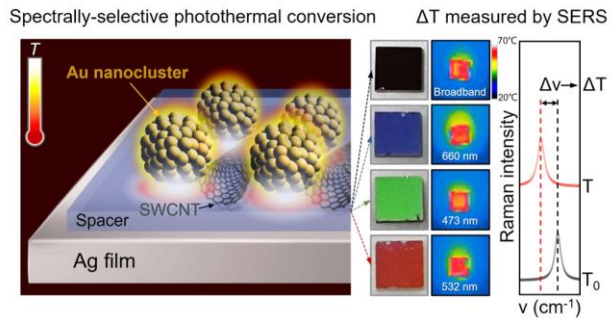 Spectrally-selective photothermal conversion
ΔT measured by SERS
T
Au nanocluster
SWCNT
Spacer
Ag film
70℃
20℃
Broadband
660 nm
473 nm
532 nm
Raman intensity
Δv → ΔT
T
T₀
v (cm⁻¹)